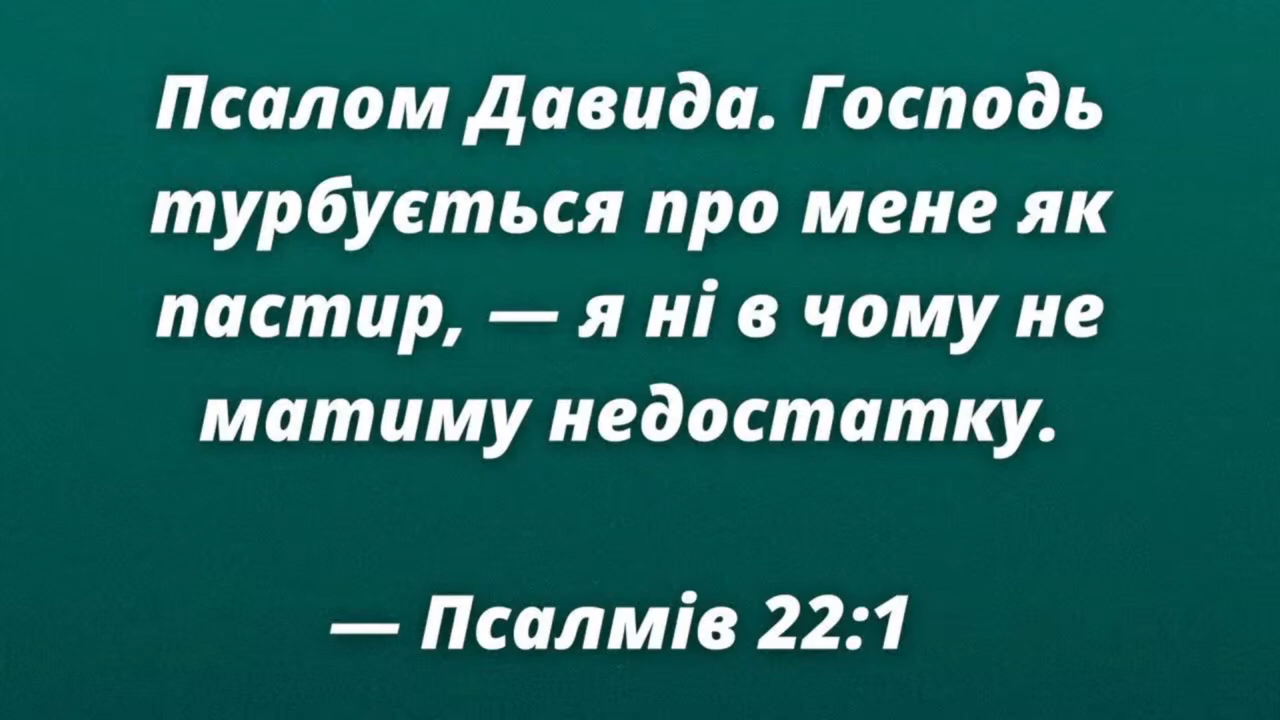 Псалом Давида. Господь
турбується про мене як
пастир, — я ні в чому не
матиму недостатку.
— Псалмів 22:1